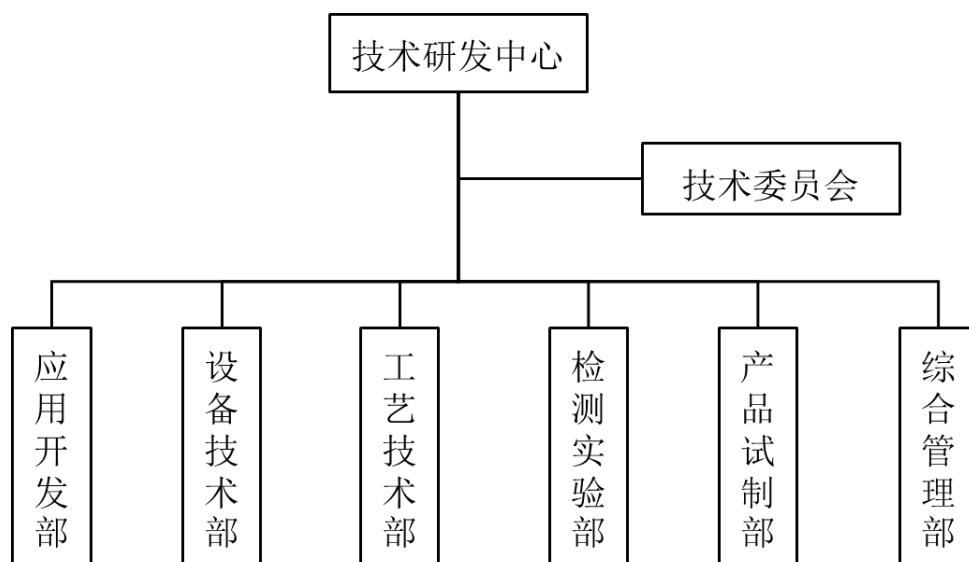 技术研发中心
技术委员会
应用开发部
设备技术部
工艺技术部
检测实验部
产品试制部
综合管理部